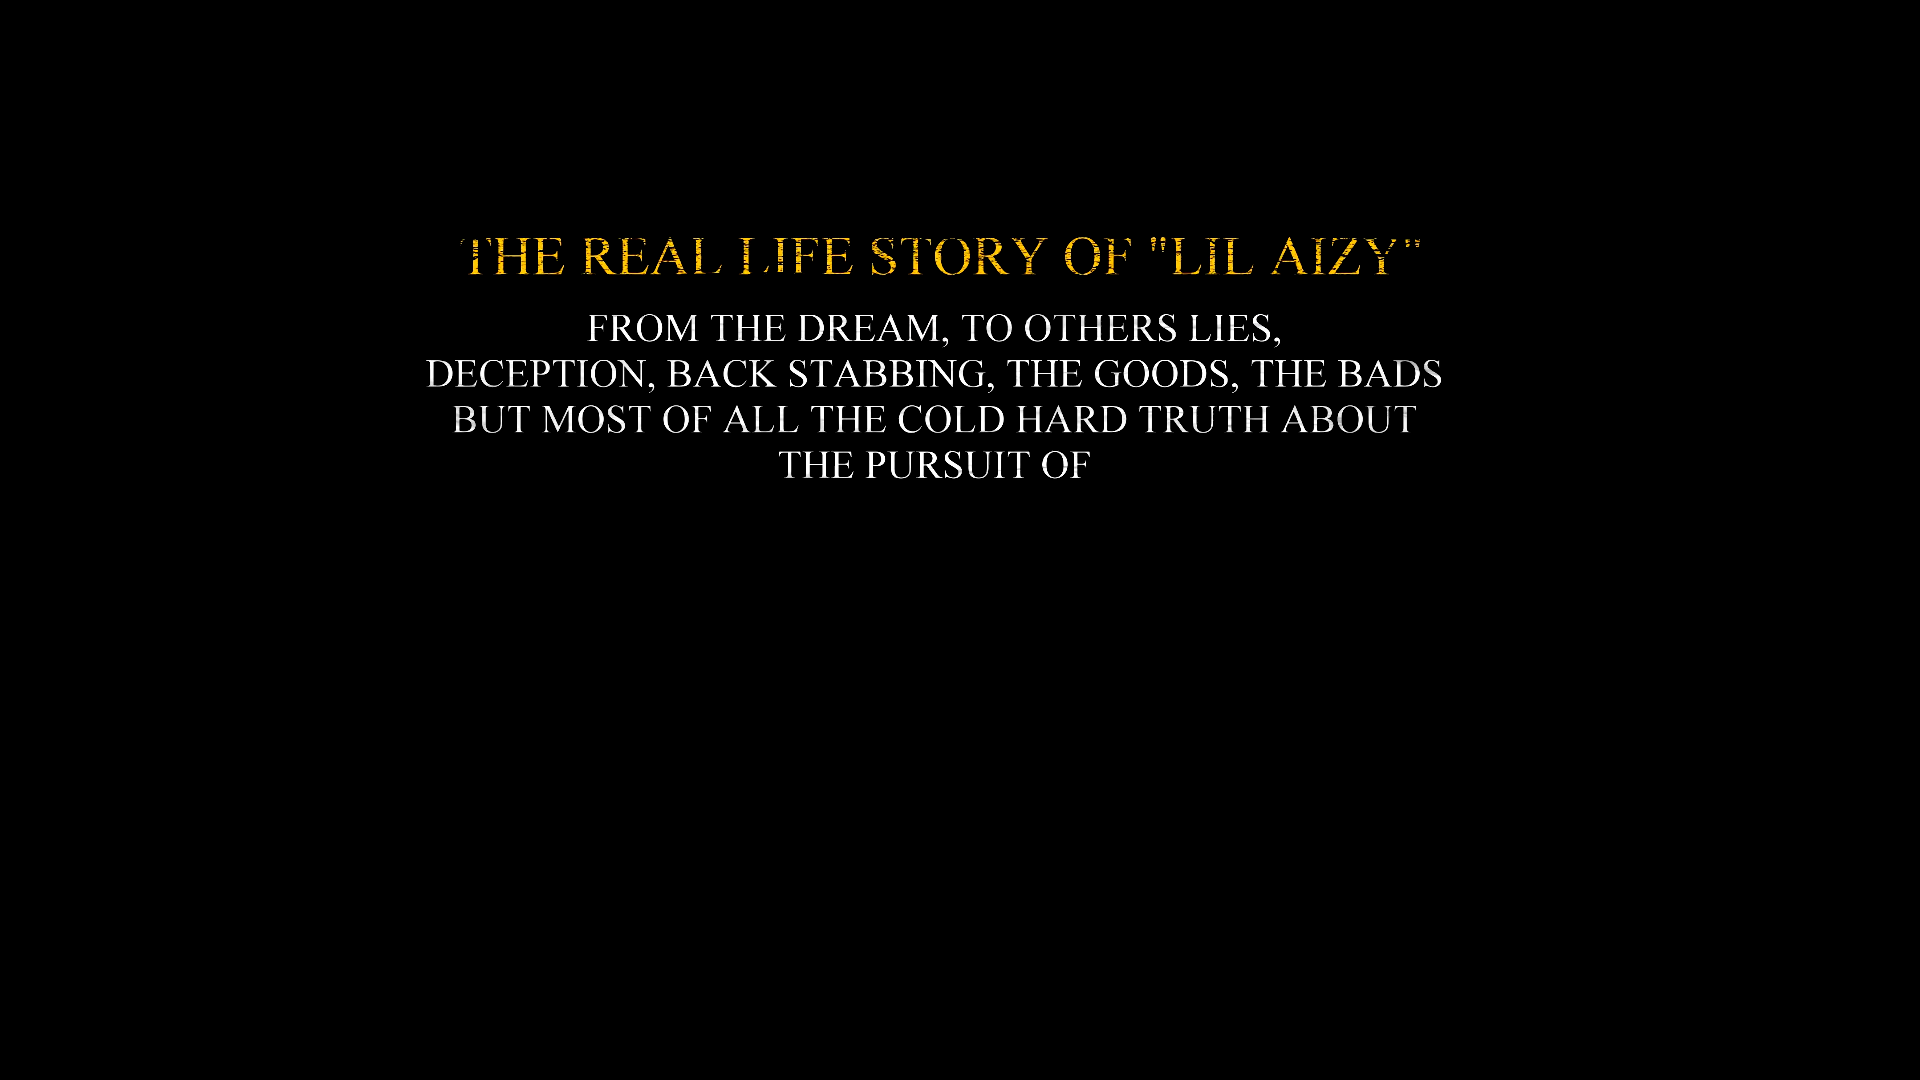 THE REAL LIFE STORY OF "LIL AIZY"
FROM THE DREAM, TO OTHERS LIES,
DECEPTION, BACK STABBING, THE GOODS, THE BADS
BUT MOST OF ALL THE COLD HARD TRUTH ABOUT
THE PURSUIT OF